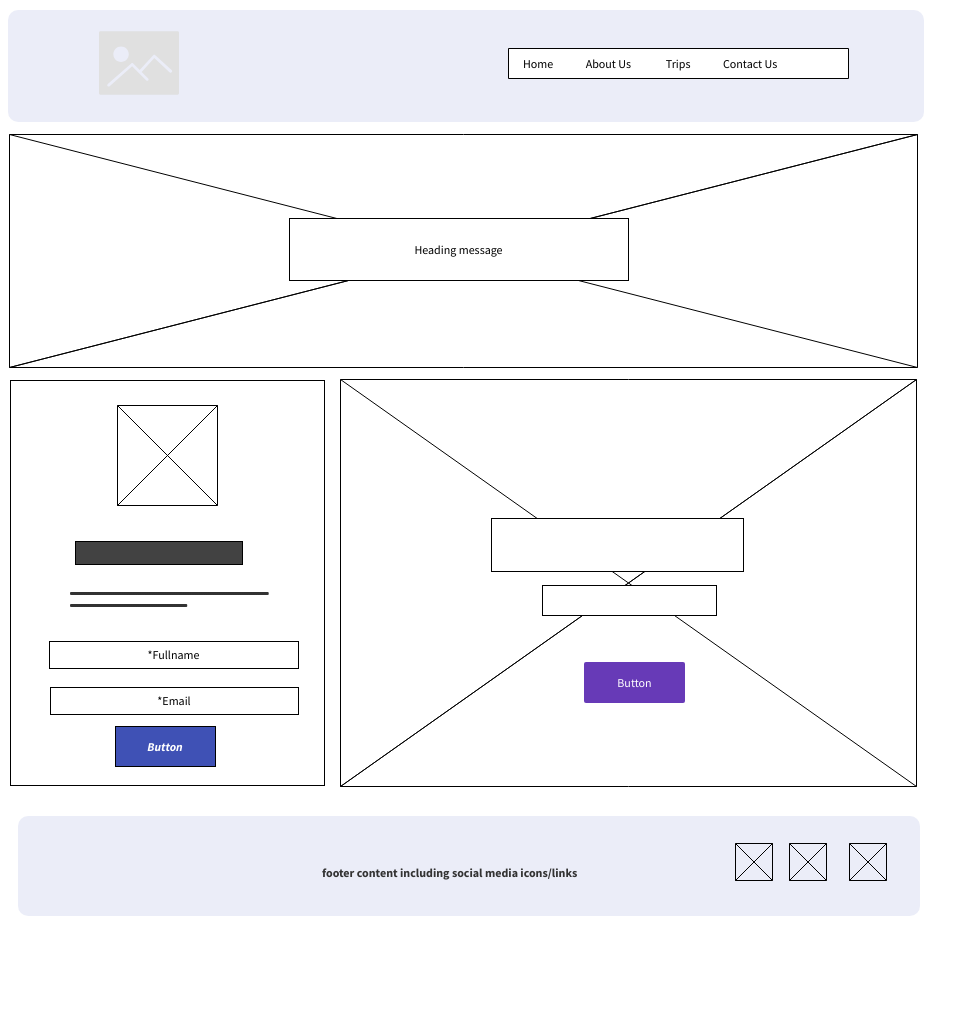 Home About Us Trips Contact Us
Heading message
*Fullname
*Email
Button
Button
footer content including social media icons/links